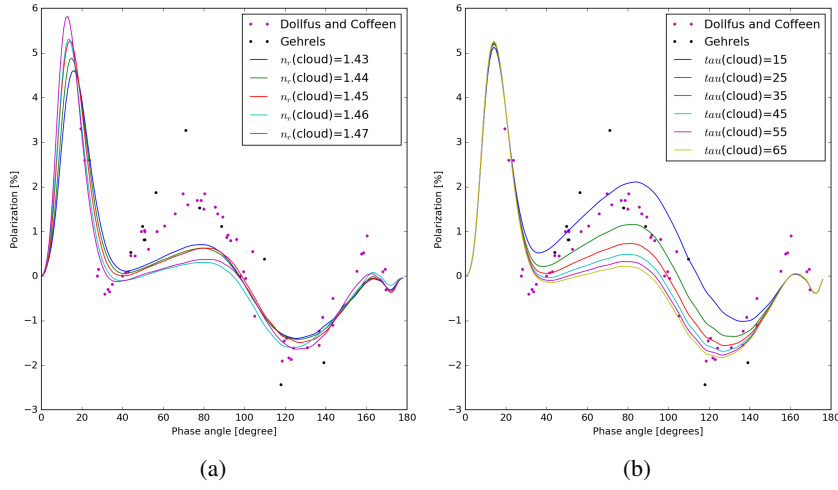 6
5
4
3
2
1
0
−1
−2
−3
0 20 40 60 80 100 120 140 160 180
Polarization [%]
Phase angle [degree]
Dollfus and Coffeen
Gehrels
n_r(cloud)=1.43
n_r(cloud)=1.44
n_r(cloud)=1.45
n_r(cloud)=1.46
n_r(cloud)=1.47
(a)
6
5
4
3
2
1
0
−1
−2
−3
0 20 40 60 80 100 120 140 160 180
Polarization [%]
Phase angle [degrees]
Dollfus and Coffeen
Gehrels
tau(cloud)=15
tau(cloud)=25
tau(cloud)=35
tau(cloud)=45
tau(cloud)=55
tau(cloud)=65
(b)